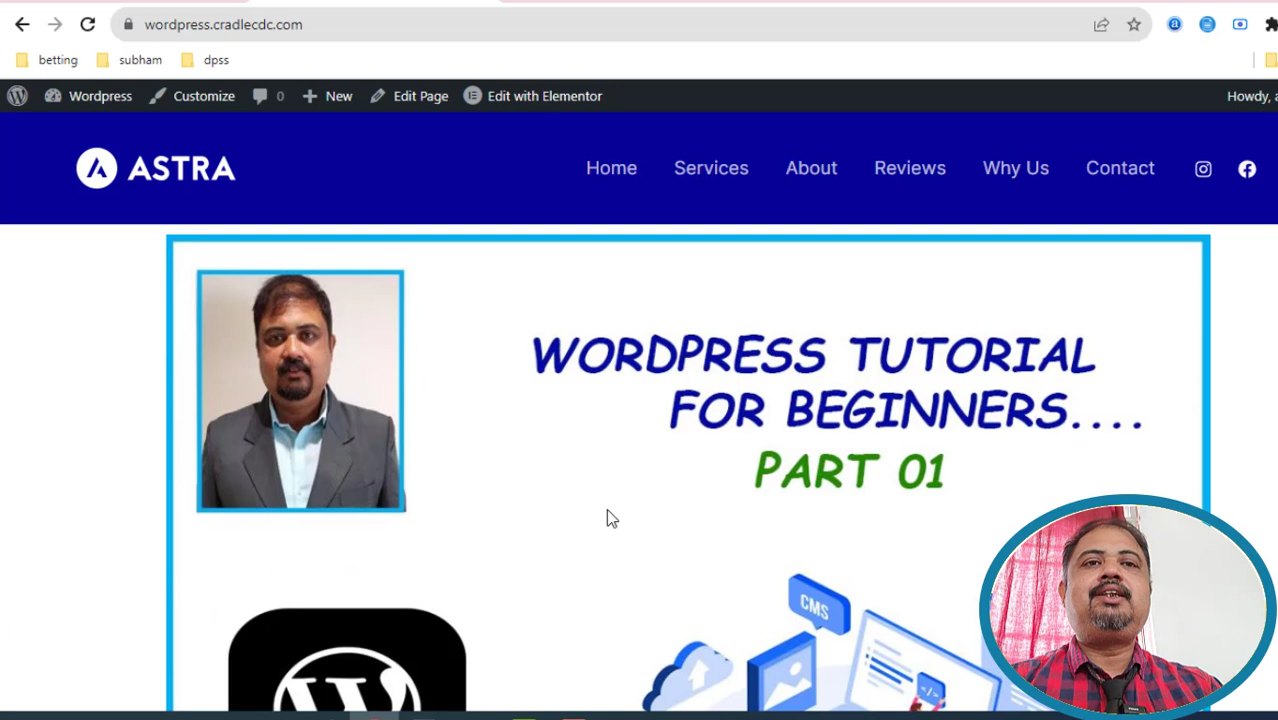 wordpress.cradlecdc.com
betting subham dpss
Wordpress Customize 0 New Edit Page Edit with Elementor Howdy, a
ASTRA Home Services About Reviews Why Us Contact
WORDPRESS TUTORIAL
FOR BEGINNERS....
PART 01
CMS